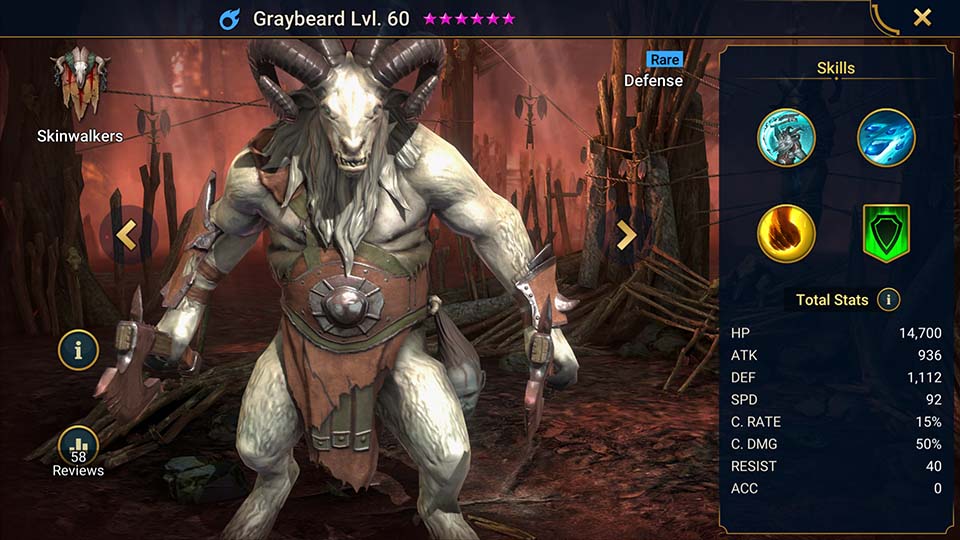 Graybeard Lvl. 60
Rare
Defense
Skinwalkers
58
Reviews
Skills
Total Stats i
HP 14,700
ATK 936
DEF 1,112
SPD 92
C. RATE 15%
C. DMG 50%
RESIST 40
ACC 0
i